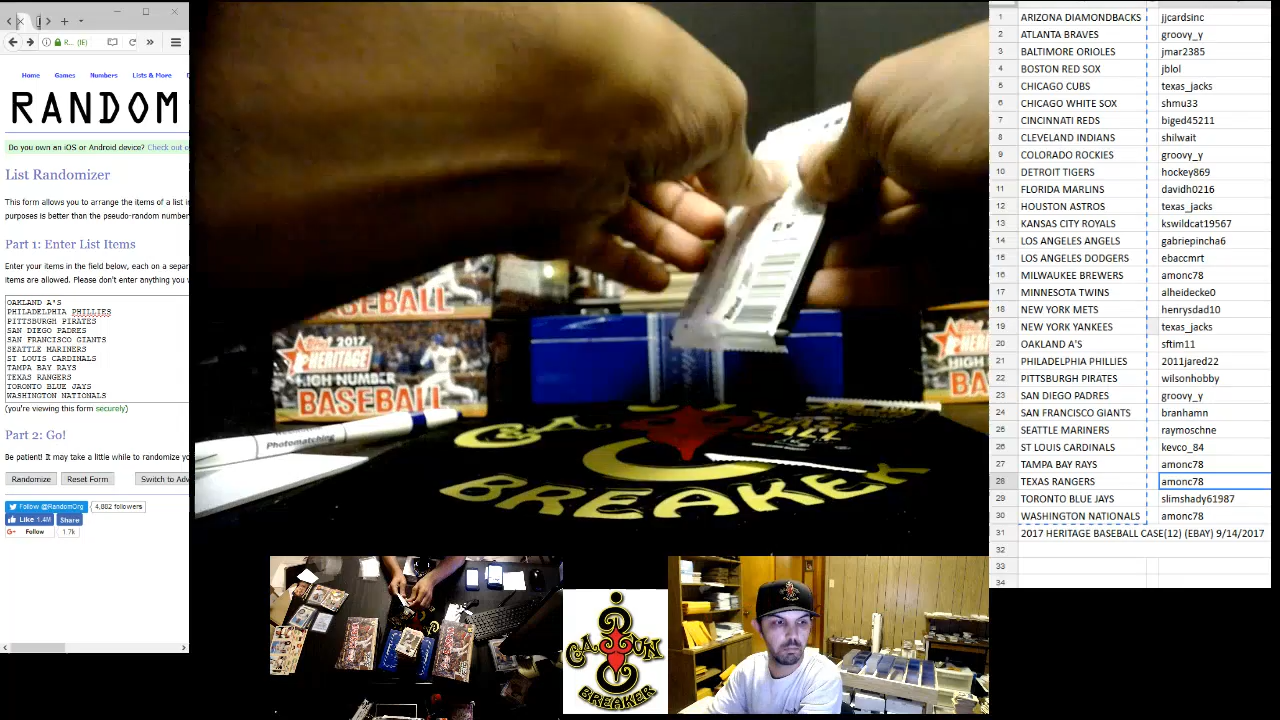 R... (IE)
Home Games Numbers Lists & More
RANDOM
Do you own an iOS or Android device? Check out
List Randomizer
This form allows you to arrange the items of a list i
purposes is better than the pseudo-random number
Part 1: Enter List Items
Enter your items in the field below, each on a sepa
items are allowed. Please don't enter anything you
OAKLAND A'S
PHILADELPHIA PHILLIES
PITTSBURGH PIRATES
SAN DIEGO PADRES
SAN FRANCISCO GIANTS
SEATTLE MARINERS
ST LOUIS CARDINALS
TAMPA BAY RAYS
TEXAS RANGERS
TORONTO BLUE JAYS
WASHINGTON NATIONALS
(you're viewing this form securely)
Part 2: Go!
Be patient! It may take a little while to randomize yo
Randomize Reset Form Switch to Adv
Follow @RandomOrg 4,882 followers
Like 1.4M Share
Follow 1.7k
BASEBALL
Topps HERITAGE 2017
HIGH NUMBER
BASEBALL
Photomatching
BREAKER
CAJUN
BREAKER
1 ARIZONA DIAMONDBACKS jjcardsinc
2 ATLANTA BRAVES groovy_y
3 BALTIMORE ORIOLES jmar2385
4 BOSTON RED SOX jblol
5 CHICAGO CUBS texas_jacks
6 CHICAGO WHITE SOX shmu33
7 CINCINNATI REDS biged45211
8 CLEVELAND INDIANS shilwait
9 COLORADO ROCKIES groovy_y
10 DETROIT TIGERS hockey869
11 FLORIDA MARLINS davidh0216
12 HOUSTON ASTROS texas_jacks
13 KANSAS CITY ROYALS kswildcat19567
14 LOS ANGELES ANGELS gabriepincha6
15 LOS ANGELES DODGERS ebaccmrt
16 MILWAUKEE BREWERS amonc78
17 MINNESOTA TWINS alheidecke0
18 NEW YORK METS henrysdad10
19 NEW YORK YANKEES texas_jacks
20 OAKLAND A'S sftim11
21 PHILADELPHIA PHILLIES 2011jared22
22 PITTSBURGH PIRATES wilsonhobby
23 SAN DIEGO PADRES groovy_y
24 SAN FRANCISCO GIANTS branhamn
25 SEATTLE MARINERS raymoschne
26 ST LOUIS CARDINALS kevco_84
27 TAMPA BAY RAYS amonc78
28 TEXAS RANGERS amonc78
29 TORONTO BLUE JAYS slimshady61987
30 WASHINGTON NATIONALS amonc78
31 2017 HERITAGE BASEBALL CASE(12) (EBAY) 9/14/2017
32
33
34